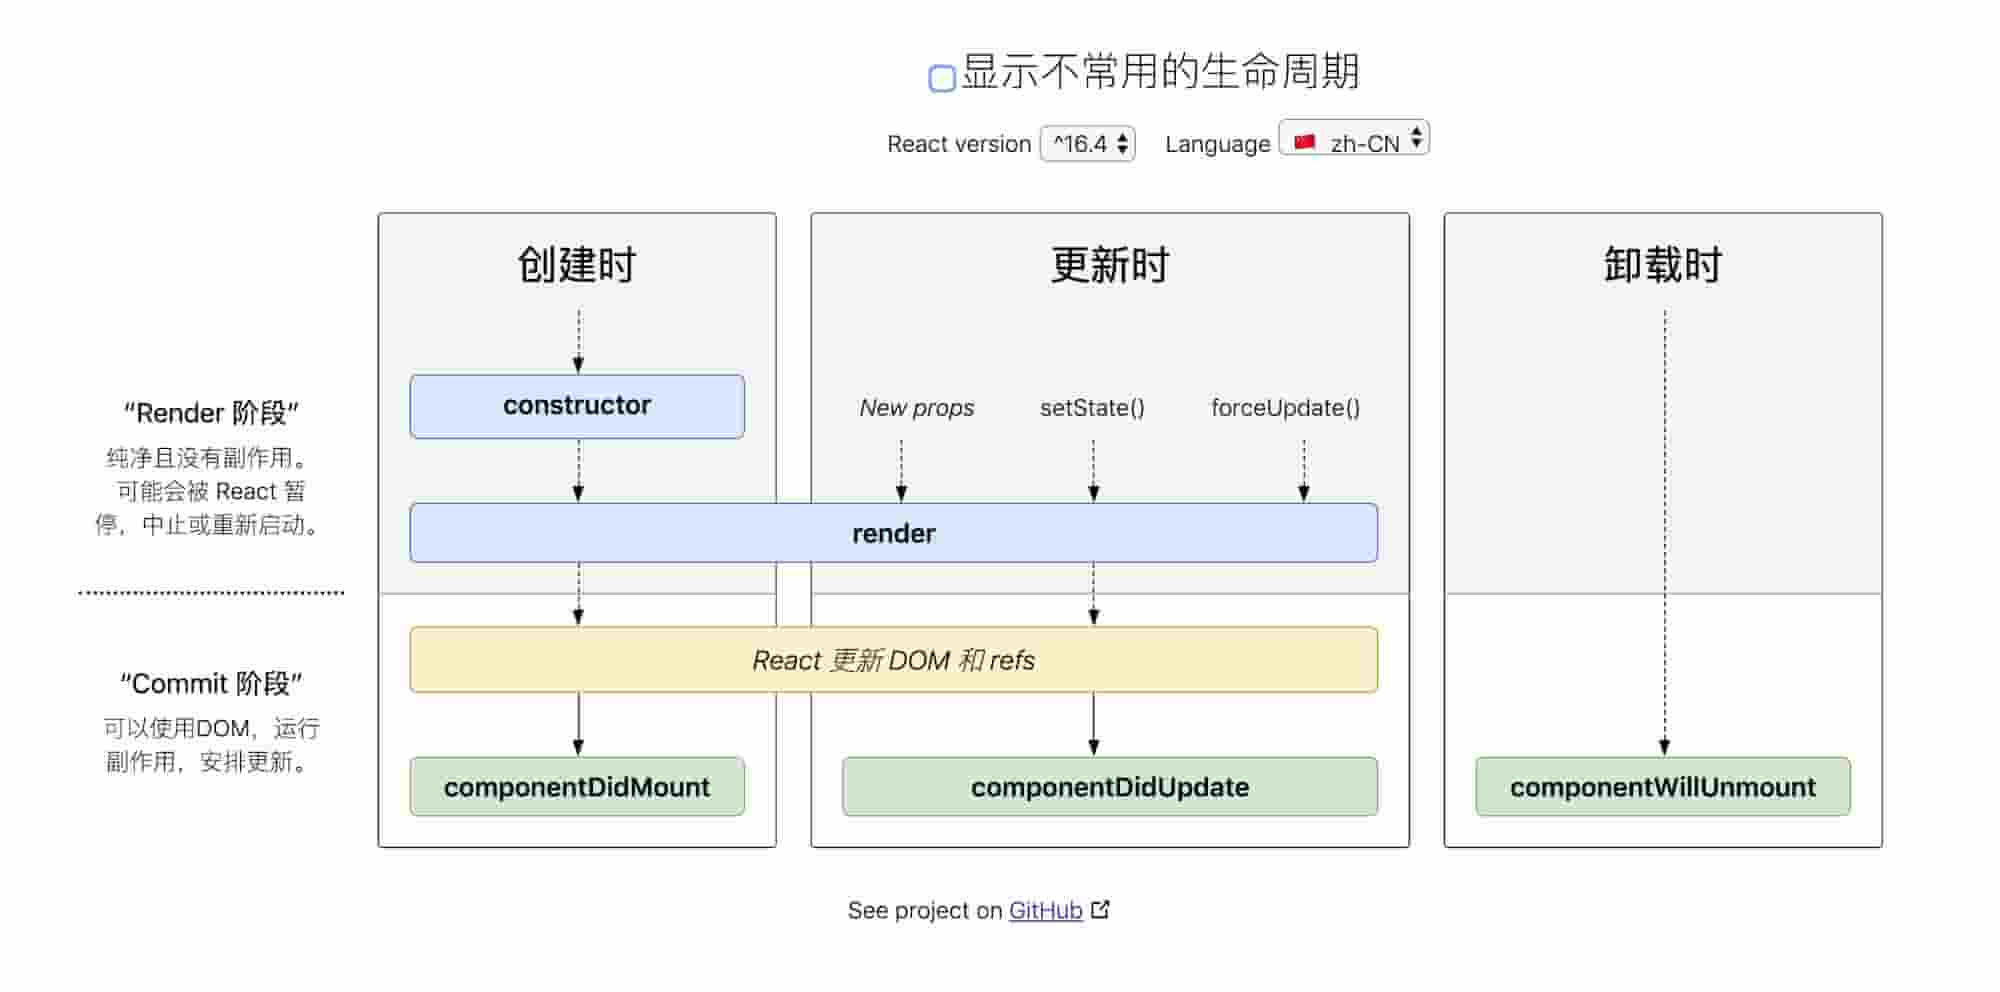 显示不常用的生命周期
React version ^16.4 Language 🇨🇳 zh-CN
创建时
更新时
卸载时
“Render 阶段”
纯净且没有副作用。
可能会被 React 暂
停，中止或重新启动。
constructor
New props
setState()
forceUpdate()
render
“Commit 阶段”
可以使用DOM，运行
副作用，安排更新。
React 更新 DOM 和 refs
componentDidMount
componentDidUpdate
componentWillUnmount
See project on GitHub